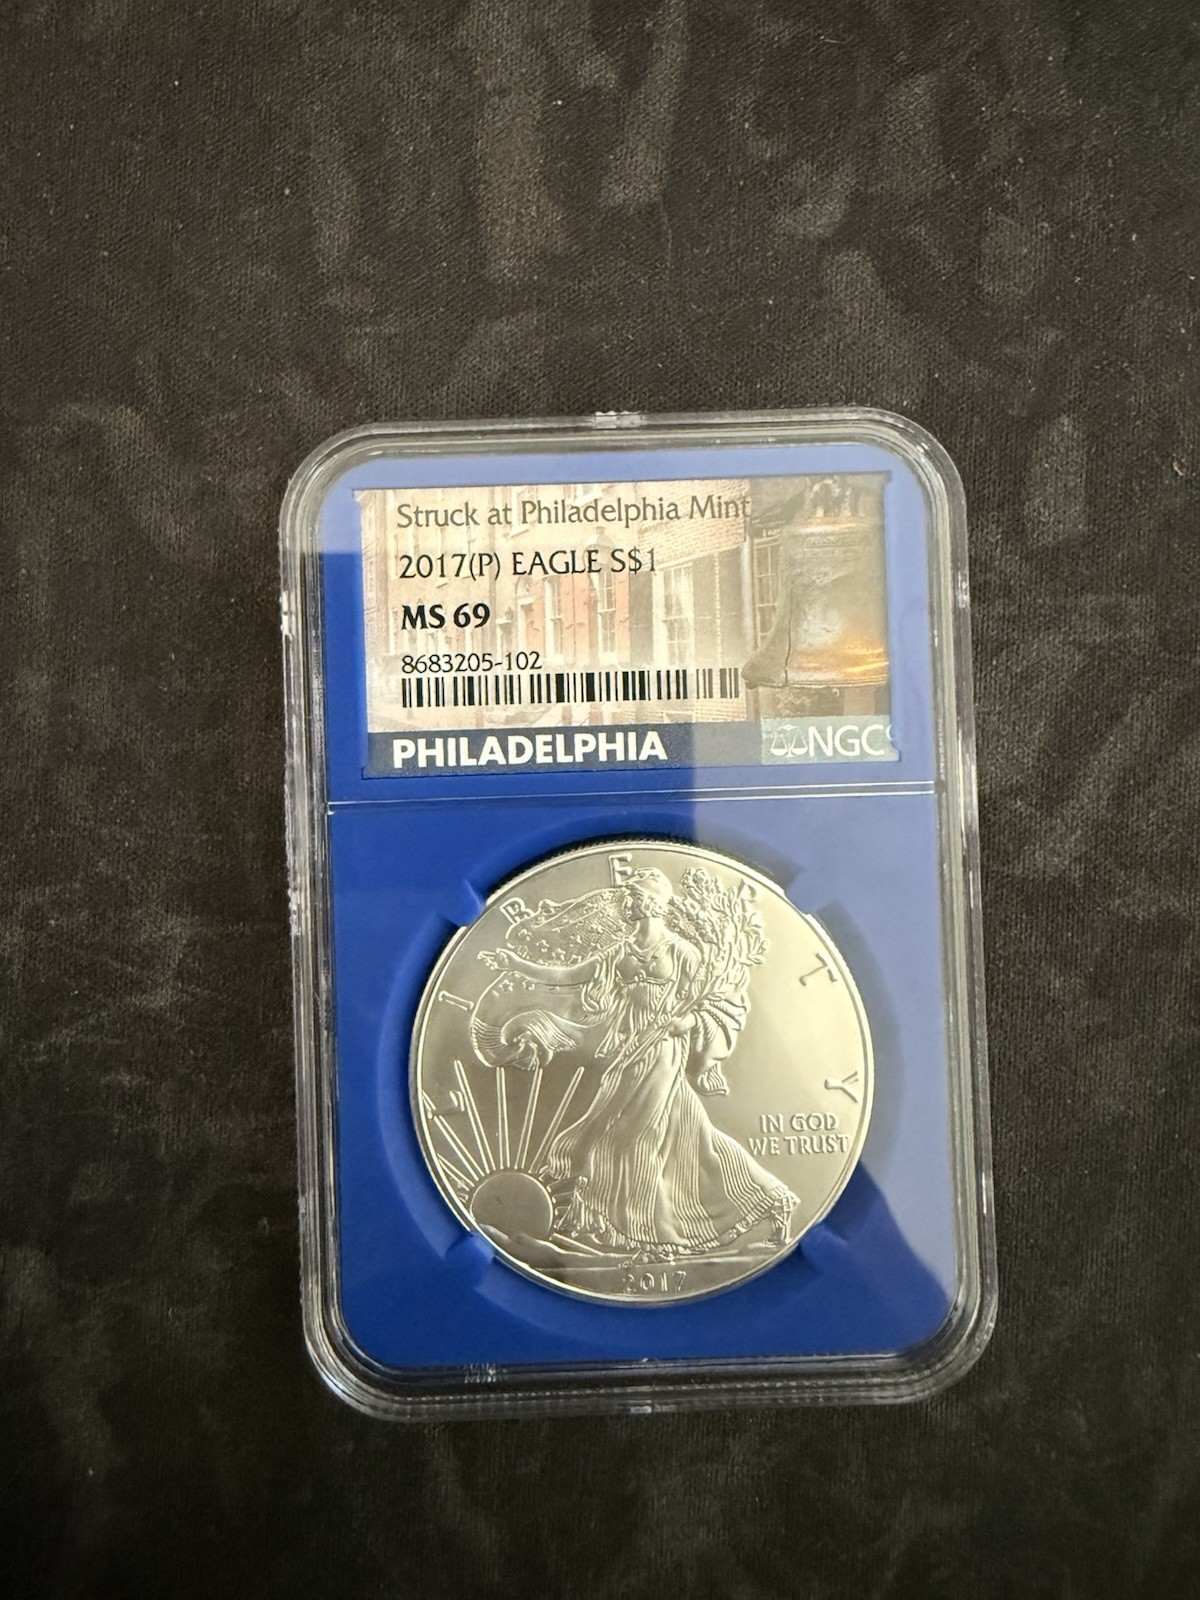 Struck at Philadelphia Mint
2017(P) EAGLE S$1
MS 69
8683205-102
PHILADELPHIA
NGC
LIBERTY
IN GOD
WE TRUST
2017